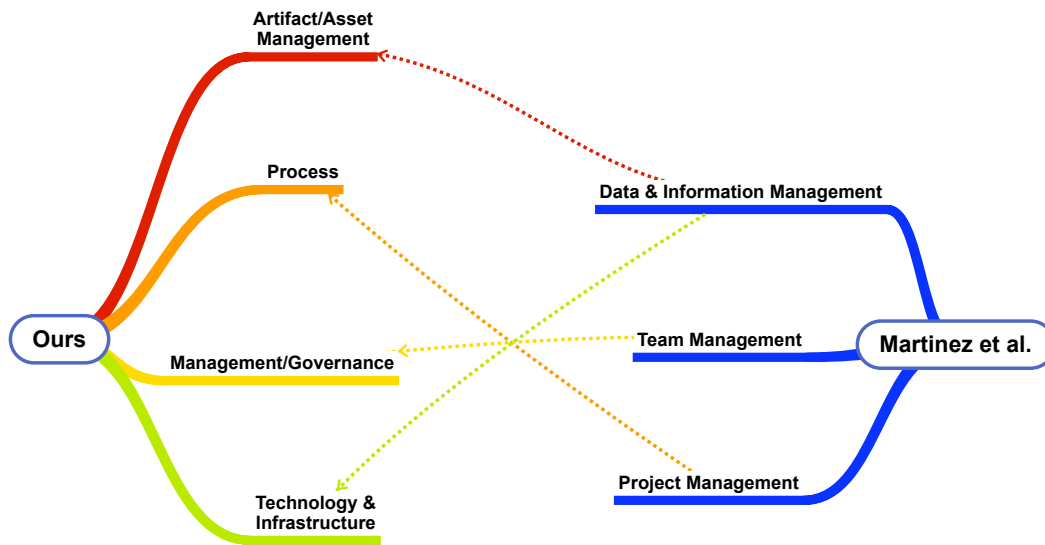 Artifact/Asset
Management
Process
Data & Information Management
Ours
Management/Governance
Team Management
Martinez et al.
Project Management
Technology &
Infrastructure